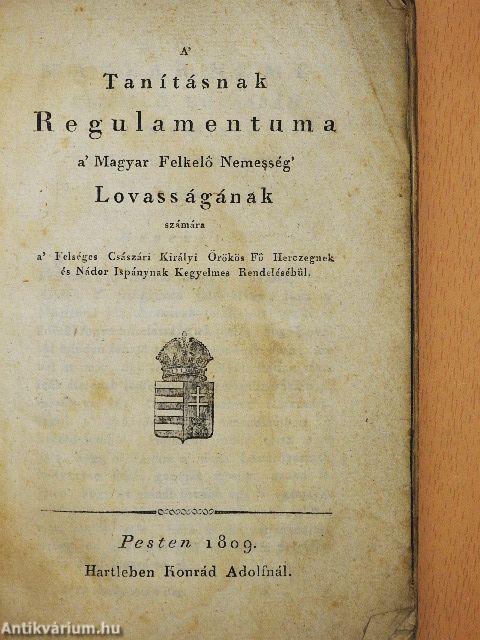 A'
Tanításnak
Regulamentuma
a' Magyar Felkelő Nemesség'
Lovasságának
számára
a' Felséges Császári Királyi Örökös Fő Herczegnek
és Nádor Ispánynak Kegyelmes Rendeléséből.
Pesten 1809.
Hartleben Konrád Adolfnál.
Antikvárium.hu